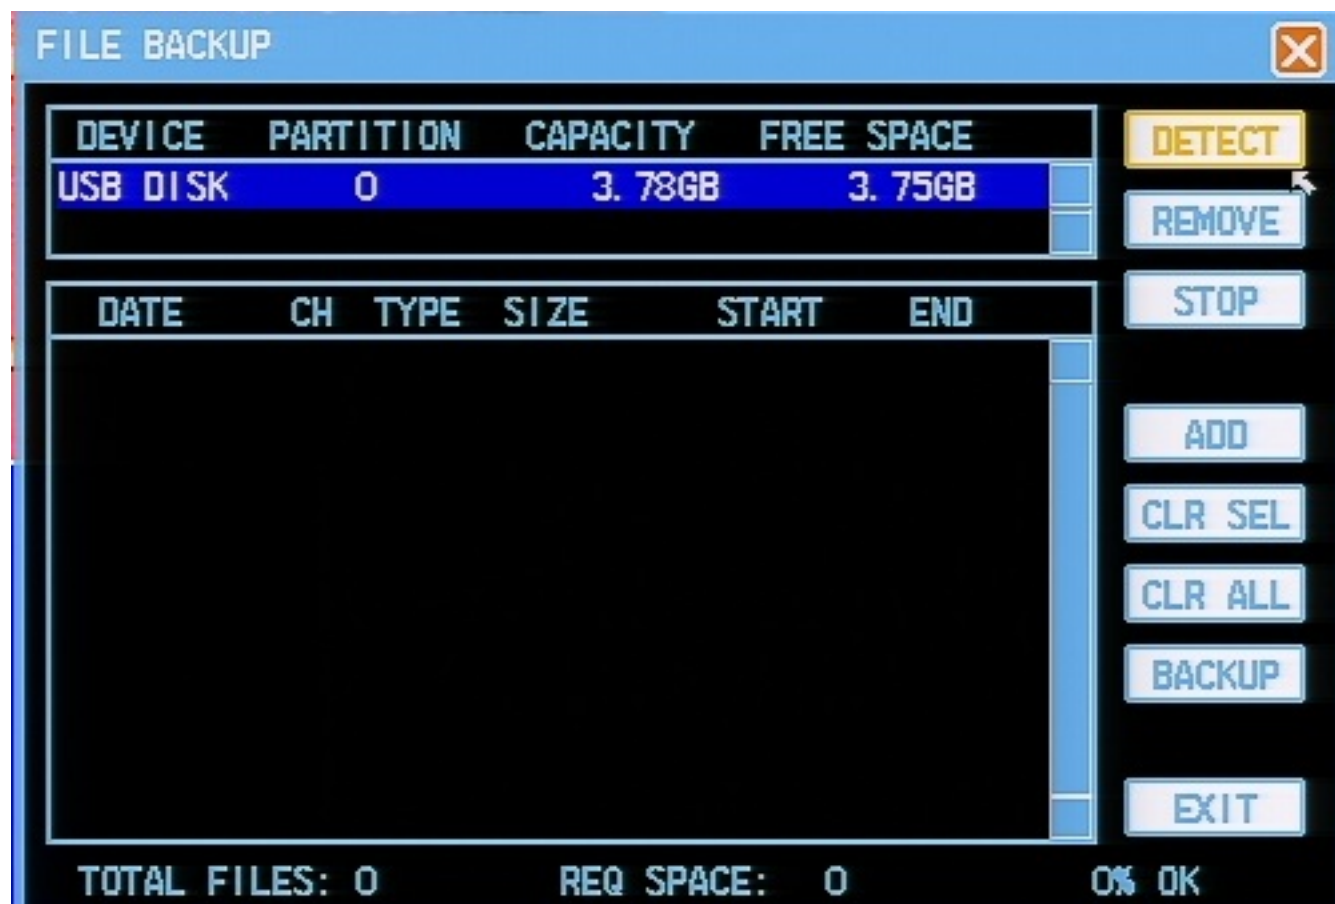 FILE BACKUP
DEVICE PARTITION CAPACITY FREE SPACE
USB DISK 0 3.78GB 3.75GB
DETECT
REMOVE
STOP
DATE CH TYPE SIZE START END
ADD
CLR SEL
CLR ALL
BACKUP
EXIT
TOTAL FILES: 0 REQ SPACE: 0 0% OK